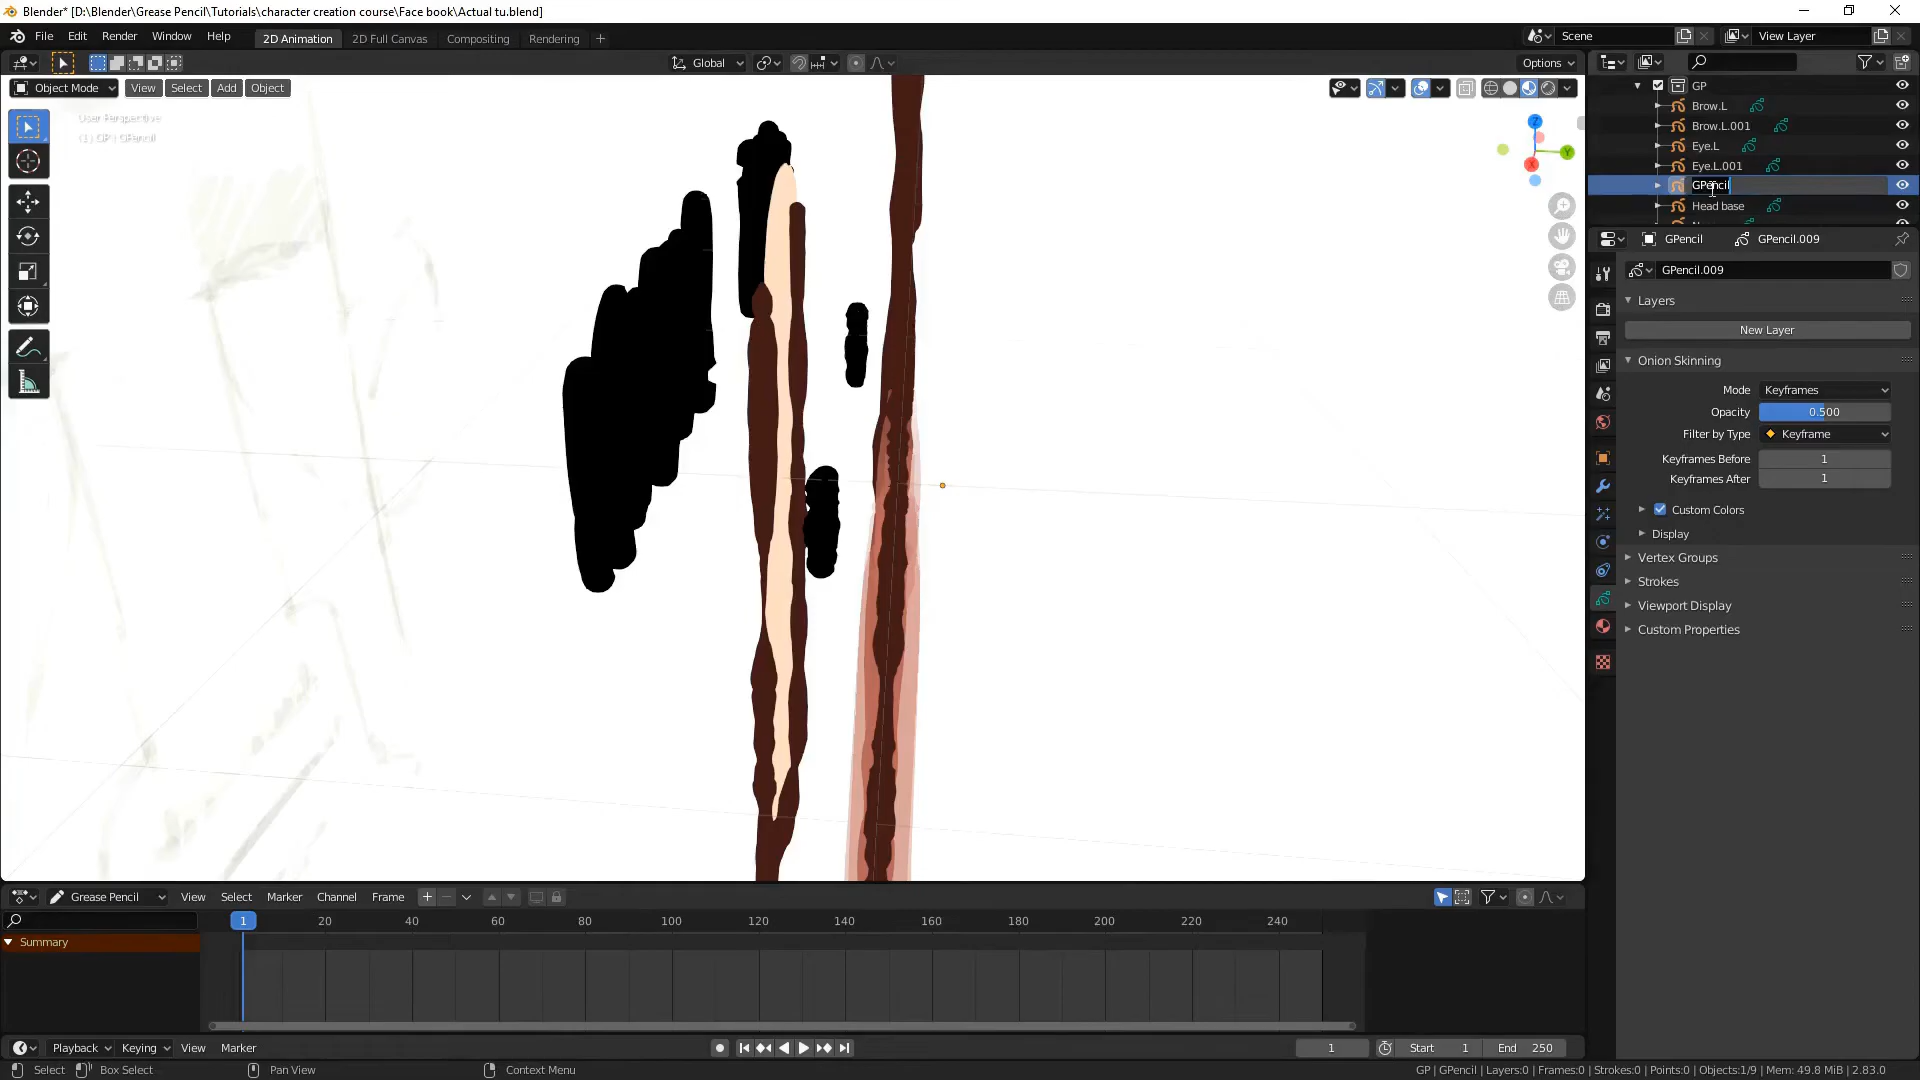 Blender* [D:\Blender\Grease Pencil\Tutorials\character creation course\Face book\Actual tu.blend]
File Edit Render Window Help 2D Animation 2D Full Canvas Compositing Rendering Scene View Layer
Global Options
Object Mode View Select Add Object
User Perspective
(1) GP | GPencil
GP
Brow.L
Brow.L.001
Eye.L
Eye.L.001
GPencil
Head base
GPencil GPencil.009
GPencil.009
Layers
New Layer
Onion Skinning
Mode Keyframes
Opacity 0.500
Filter by Type Keyframe
Keyframes Before 1
Keyframes After 1
Custom Colors
Display
Vertex Groups
Strokes
Viewport Display
Custom Properties
Grease Pencil View Select Marker Channel Frame
1 20 40 60 80 100 120 140 160 180 200 220 240
Summary
Playback Keying View Marker 1 Start 1 End 250
Select Box Select Pan View Context Menu GP | GPencil | Layers:0 | Frames:0 | Strokes:0 | Points:0 | Objects:1/9 | Mem: 49.8 MiB | 2.83.0
X Y Z